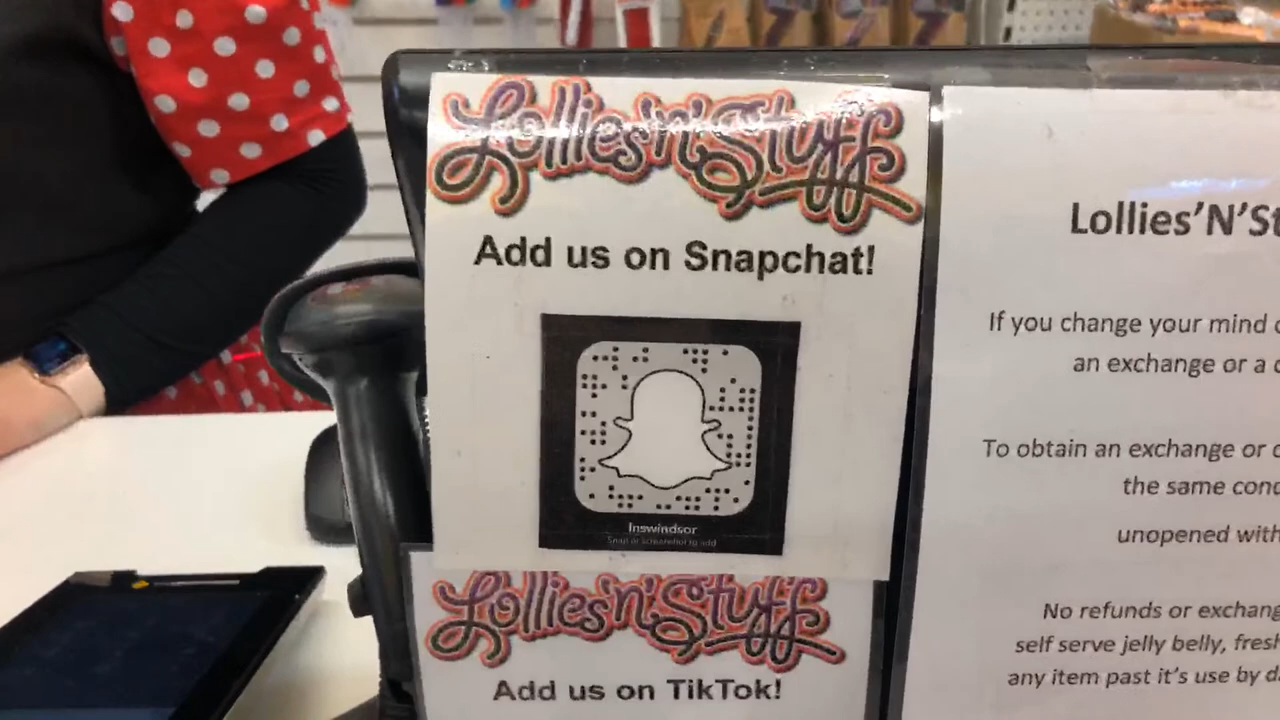 Lollies'n'Stuff
Add us on Snapchat!
lnswindsor
Snap or screenshot to add
Lollies'n'Stuff
Add us on TikTok!
Lollies'N'St
If you change your mind
an exchange or a
To obtain an exchange or
the same cond
unopened with
No refunds or exchang
self serve jelly belly, fresh
any item past it's use by da